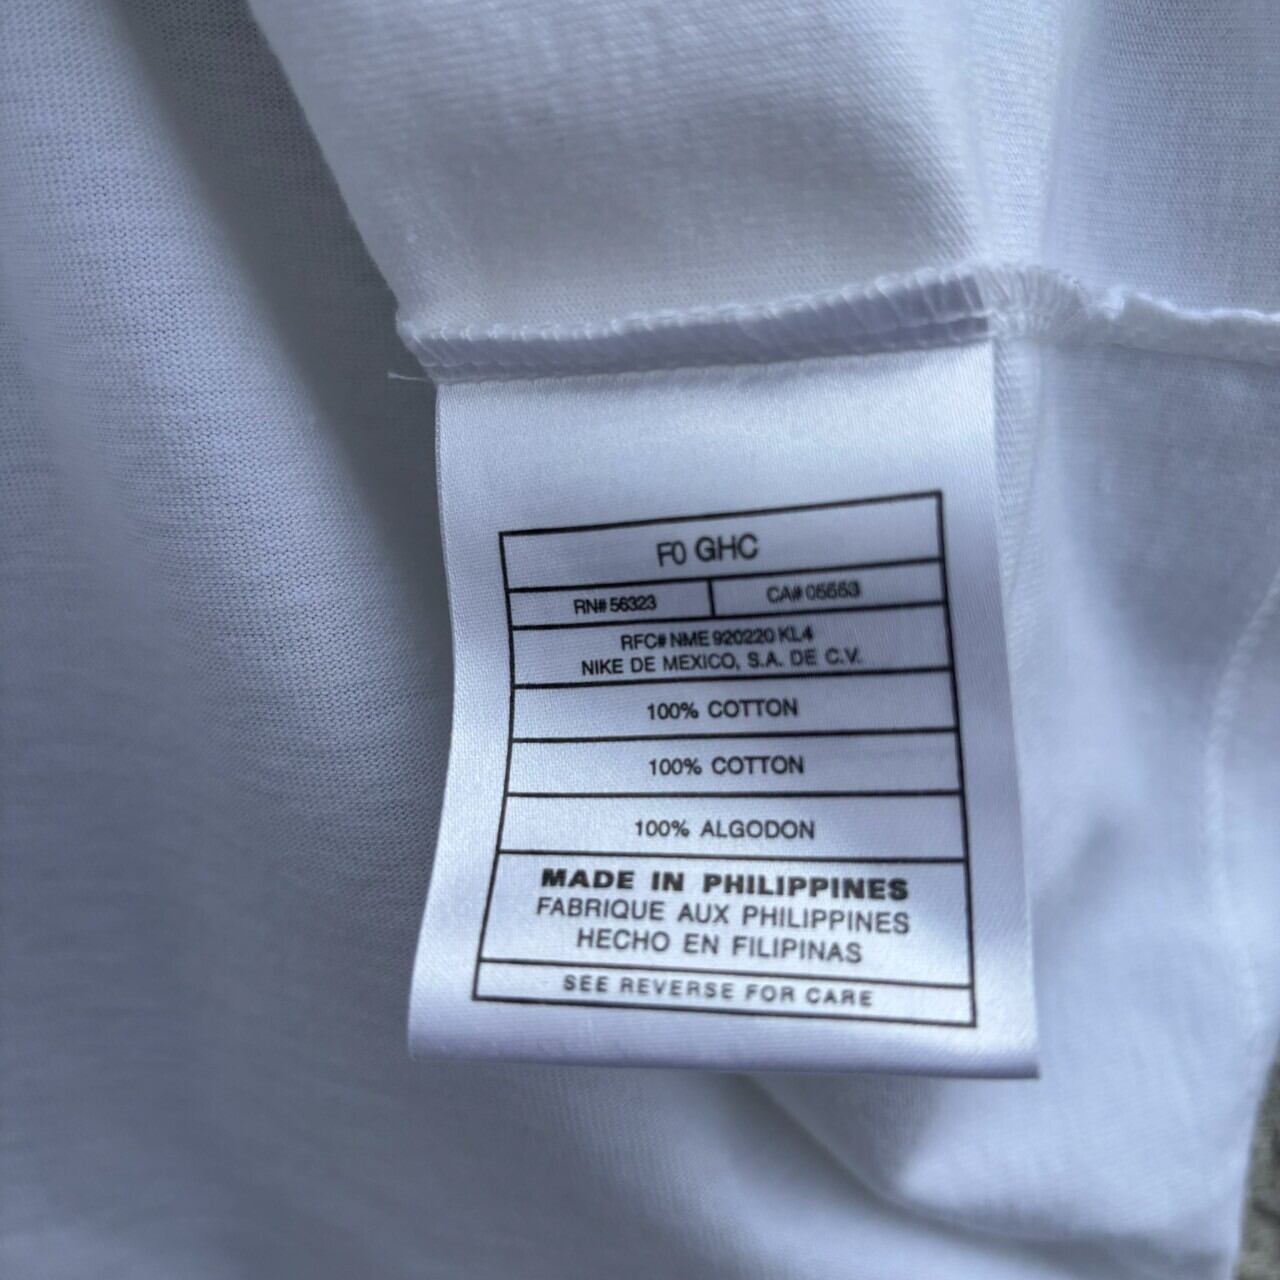 F0 GHC
RN# 56323
CA# 05553
RFC# NME 920220 KL4
NIKE DE MEXICO, S.A. DE C.V.
100% COTTON
100% COTTON
100% ALGODON
MADE IN PHILIPPINES
FABRIQUE AUX PHILIPPINES
HECHO EN FILIPINAS
SEE REVERSE FOR CARE